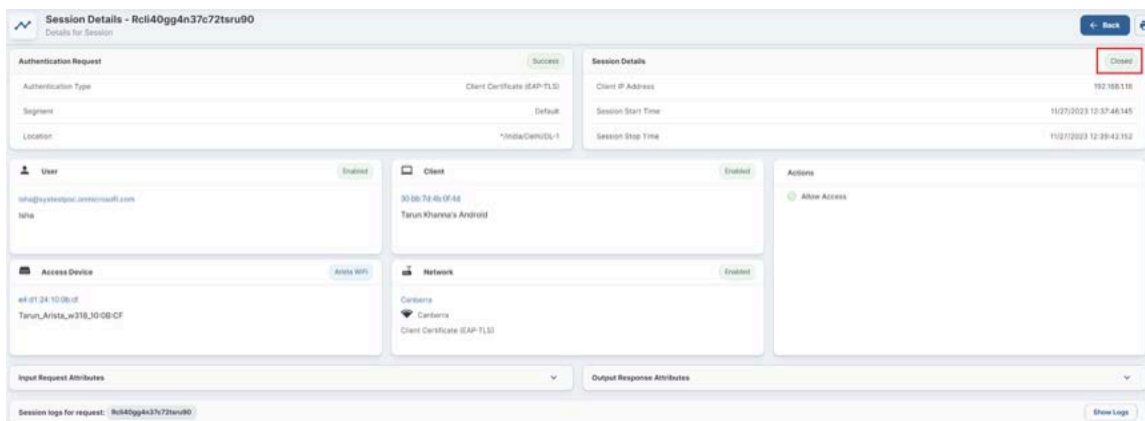 Session Details - Rcli40gg4n37c72tsru90
Details for Session
← Back
Authentication Request
Success
Authentication Type
Client Certificate (EAP-TLS)
Segment
Default
Location
*/India/Delhi/DL-1
Session Details
Closed
Client IP Address
192.168.1.16
Session Start Time
11/27/2023 12:37:46.145
Session Stop Time
11/27/2023 12:39:42.152
User
Enabled
Isha
Client
Enabled
30:bb:7d:4b:0f:4d
Tarun Khanna's Android
Actions
Allow Access
Access Device
Arista WiFi
e4:d1:24:10:0b:cf
Tarun_Arista_w318_10:0B:CF
Network
Enabled
Canberra
Canberra
Client Certificate (EAP-TLS)
Input Request Attributes
Output Response Attributes
Session logs for request: Rcli40gg4n37c72tsru90
Show Logs